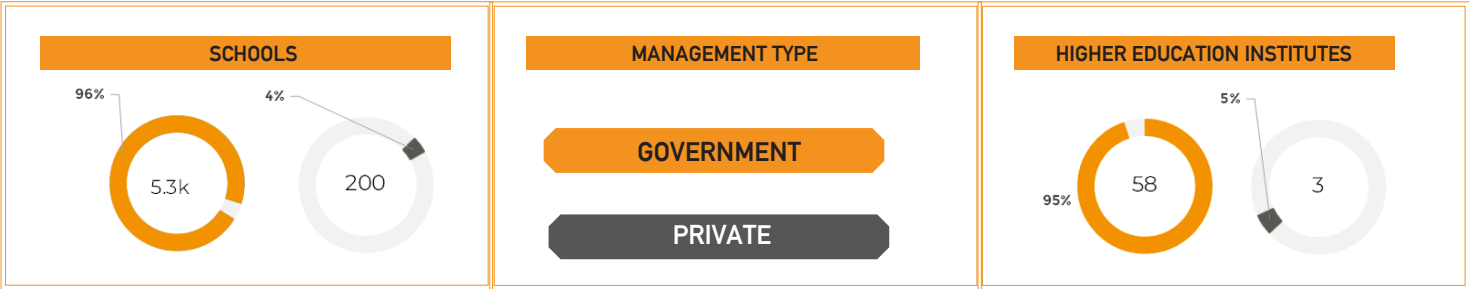 SCHOOLS
96%
4%
5.3k
200
MANAGEMENT TYPE
GOVERNMENT
PRIVATE
HIGHER EDUCATION INSTITUTES
5%
95%
58
3